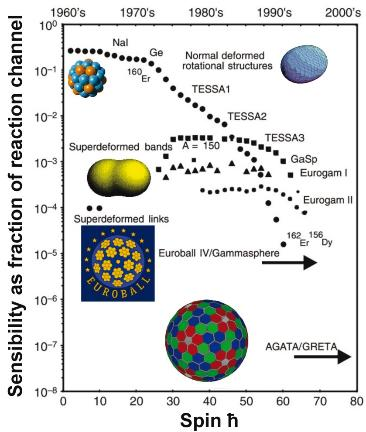 1960's 1970's 1980's 1990's 2000's
10⁰
10⁻¹
10⁻²
10⁻³
10⁻⁴
10⁻⁵
10⁻⁶
10⁻⁷
10⁻⁸
Sensibility as fraction of reaction channel
NaI
Ge
¹⁶⁰Er
Normal deformed
rotational structures
TESSA1
TESSA2
TESSA3
Superdeformed bands
A = 150
GaSp
Eurogam I
Eurogam II
Superdeformed links
¹⁶²Er ¹⁵⁶Dy
Euroball IV/Gammasphere
EUROBALL
AGATA/GRETA
0 10 20 30 40 50 60 70 80
Spin ħ